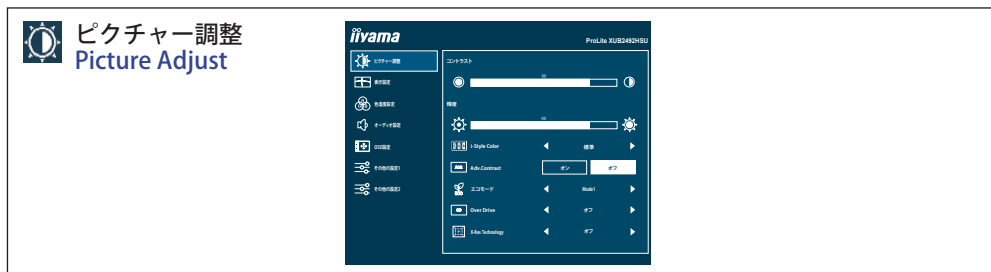 ピクチャー調整
Picture Adjust
iiyama
ProLite XUB2492HSU
ピクチャー調整
表示設定
色温度設定
オーディオ設定
OSD設定
その他の設定1
その他の設定2
コントラスト
輝度
i-Style Color 標準
Adv.Contrast オン オフ
エコモード Mode1
Over Drive オフ
X-Res Technology オフ